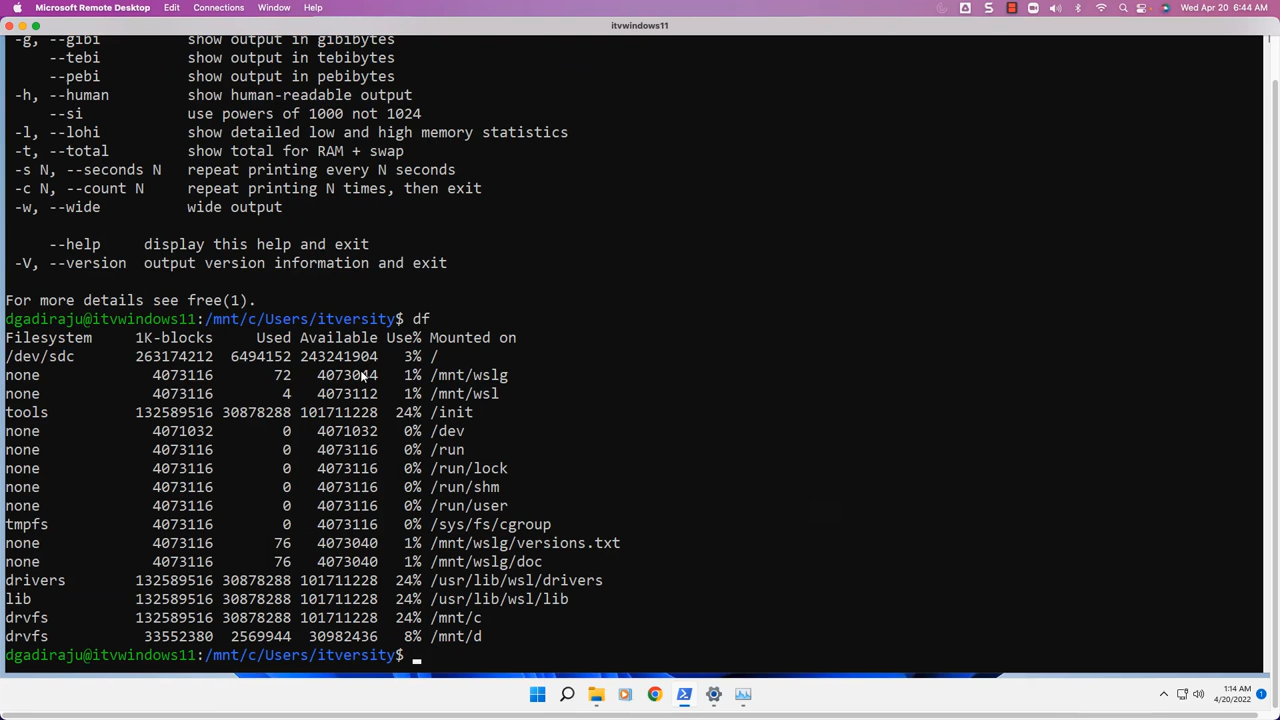 Microsoft Remote Desktop Edit Connections Window Help Wed Apr 20 6:44 AM
itvwindows11
-g, --gibi show output in gibibytes
--tebi show output in tebibytes
--pebi show output in pebibytes
-h, --human show human-readable output
--si use powers of 1000 not 1024
-l, --lohi show detailed low and high memory statistics
-t, --total show total for RAM + swap
-s N, --seconds N repeat printing every N seconds
-c N, --count N repeat printing N times, then exit
-w, --wide wide output
--help display this help and exit
-V, --version output version information and exit
For more details see free(1).
dgadiraju@itvwindows11:/mnt/c/Users/itversity$ df
Filesystem 1K-blocks Used Available Use% Mounted on
/dev/sdc 263174212 6494152 243241904 3% /
none 4073116 72 4073044 1% /mnt/wslg
none 4073116 4 4073112 1% /mnt/wsl
tools 132589516 30878288 101711228 24% /init
none 4071032 0 4071032 0% /dev
none 4073116 0 4073116 0% /run
none 4073116 0 4073116 0% /run/lock
none 4073116 0 4073116 0% /run/shm
none 4073116 0 4073116 0% /run/user
tmpfs 4073116 0 4073116 0% /sys/fs/cgroup
none 4073116 76 4073040 1% /mnt/wslg/versions.txt
none 4073116 76 4073040 1% /mnt/wslg/doc
drivers 132589516 30878288 101711228 24% /usr/lib/wsl/drivers
lib 132589516 30878288 101711228 24% /usr/lib/wsl/lib
drvfs 132589516 30878288 101711228 24% /mnt/c
drvfs 33552380 2569944 30982436 8% /mnt/d
dgadiraju@itvwindows11:/mnt/c/Users/itversity$
1:14 AM
4/20/2022
1